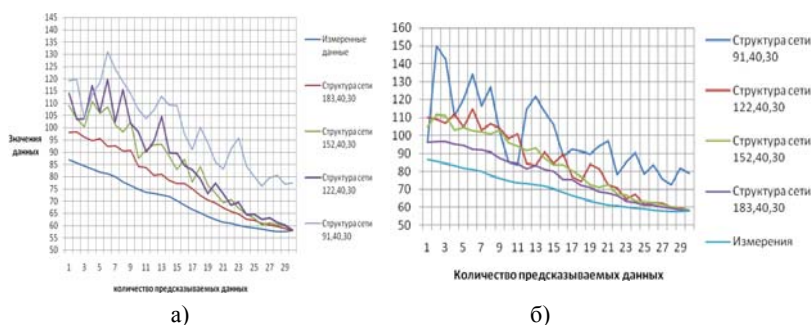 145
140
135
130
125
120
115
110
105
100
95
90
85
80
75
70
65
60
55
50
Значения данных
1 3 5 7 9 11 13 15 17 19 21 23 25 27 29
количество предсказываемых данных
Измеренные данные
Структура сети 183,40,30
Структура сети 152,40,30
Структура сети 122,40,30
Структура сети 91,40,30
а)
160
150
140
130
120
110
100
90
80
70
60
50
1 3 5 7 9 11 13 15 17 19 21 23 25 27 29
Количество предсказываемых данных
Структура сети 91,40,30
Структура сети 122,40,30
Структура сети 152,40,30
Структура сети 183,40,30
Измерения
б)